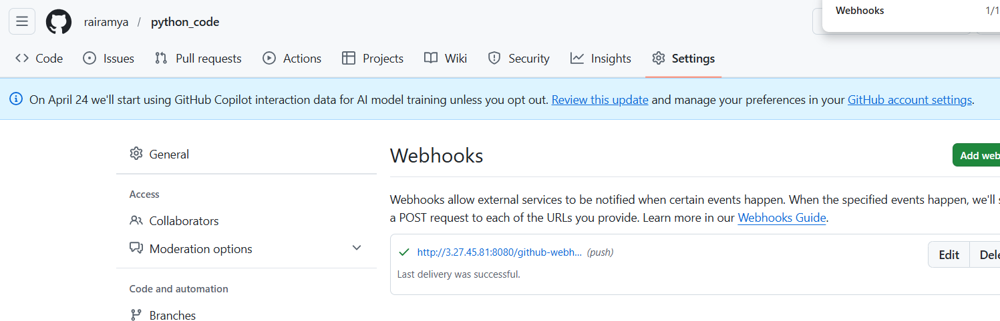 Webhooks 1/1
rairamya / python_code
Code Issues Pull requests Actions Projects Wiki Security Insights Settings
On April 24 we'll start using GitHub Copilot interaction data for AI model training unless you opt out. Review this update and manage your preferences in your GitHub account settings.
General
Access
Collaborators
Moderation options
Code and automation
Branches
Webhooks
Add web
Webhooks allow external services to be notified when certain events happen. When the specified events happen, we'll s
a POST request to each of the URLs you provide. Learn more in our Webhooks Guide.
http://3.27.45.81:8080/github-webh... (push)
Edit Dele
Last delivery was successful.